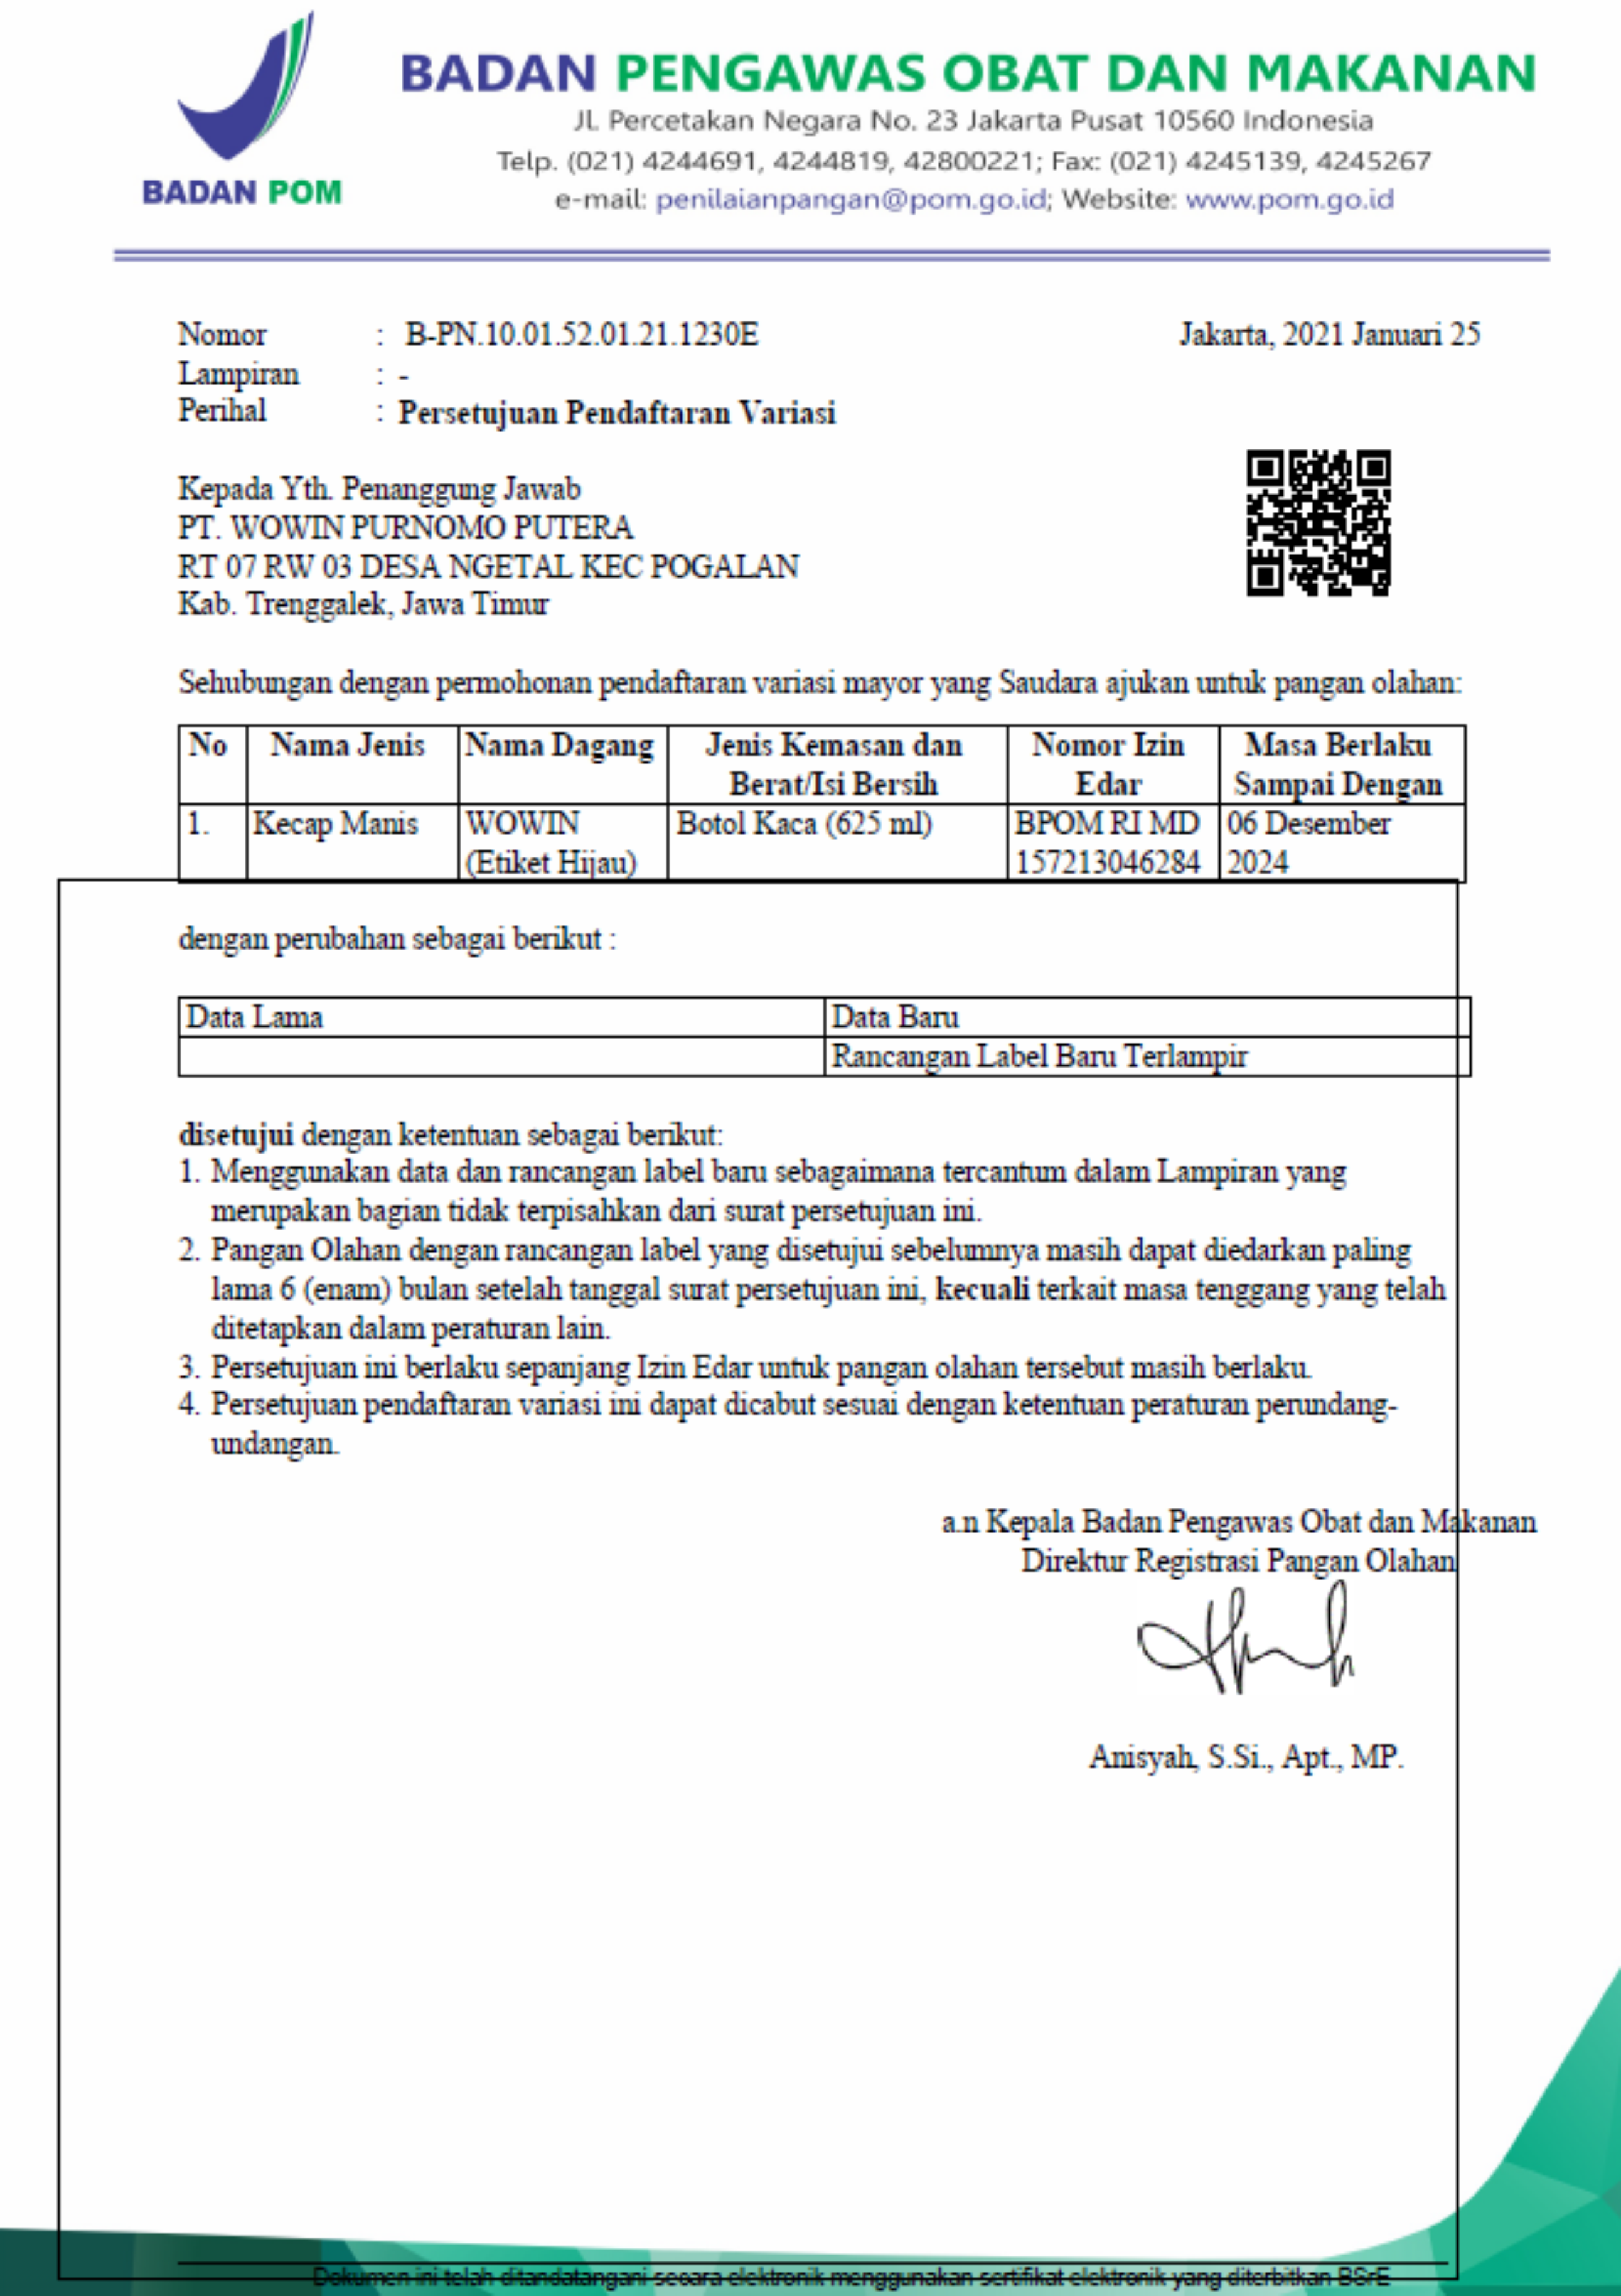 BADAN POM
BADAN PENGAWAS OBAT DAN MAKANAN
Jl. Percetakan Negara No. 23 Jakarta Pusat 10560 Indonesia
Telp. (021) 4244691, 4244819, 42800221; Fax: (021) 4245139, 4245267
e-mail: penilaianpangan@pom.go.id; Website: www.pom.go.id
Nomor : B-PN.10.01.52.01.21.1230E Jakarta, 2021 Januari 25
Lampiran : -
Perihal : Persetujuan Pendaftaran Variasi
Kepada Yth. Penanggung Jawab
PT. WOWIN PURNOMO PUTERA
RT 07 RW 03 DESA NGETAL KEC POGALAN
Kab. Trenggalek, Jawa Timur
Sehubungan dengan permohonan pendaftaran variasi mayor yang Saudara ajukan untuk pangan olahan:
No Nama Jenis Nama Dagang Jenis Kemasan dan Nomor Izin Masa Berlaku
Berat/Isi Bersih Edar Sampai Dengan
1. Kecap Manis WOWIN Botol Kaca (625 ml) BPOM RI MD 06 Desember
(Etiket Hijau) 157213046284 2024
dengan perubahan sebagai berikut :
Data Lama Data Baru
Rancangan Label Baru Terlampir
disetujui dengan ketentuan sebagai berikut:
1. Menggunakan data dan rancangan label baru sebagaimana tercantum dalam Lampiran yang
merupakan bagian tidak terpisahkan dari surat persetujuan ini.
2. Pangan Olahan dengan rancangan label yang disetujui sebelumnya masih dapat diedarkan paling
lama 6 (enam) bulan setelah tanggal surat persetujuan ini, kecuali terkait masa tenggang yang telah
ditetapkan dalam peraturan lain.
3. Persetujuan ini berlaku sepanjang Izin Edar untuk pangan olahan tersebut masih berlaku.
4. Persetujuan pendaftaran variasi ini dapat dicabut sesuai dengan ketentuan peraturan perundang-
undangan.
a.n Kepala Badan Pengawas Obat dan Makanan
Direktur Registrasi Pangan Olahan
Anisyah, S.Si., Apt., MP.
Dokumen ini telah ditandatangani secara elektronik menggunakan sertifikat elektronik yang diterbitkan BSrE